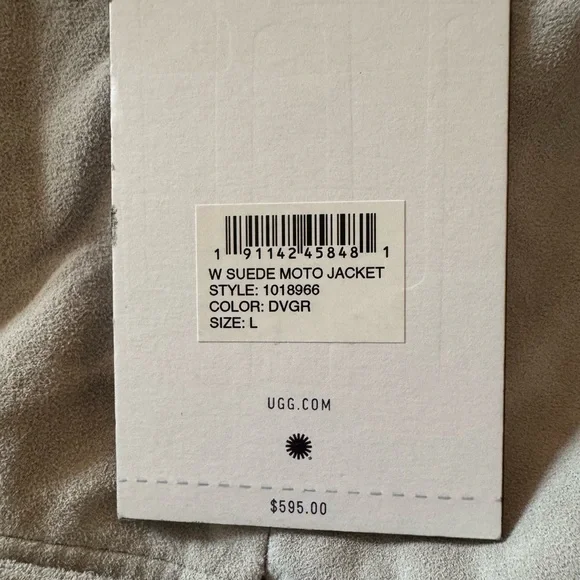 1 91142 45848 1
W SUEDE MOTO JACKET
STYLE: 1018966
COLOR: DVGR
SIZE: L
UGG.COM
$595.00